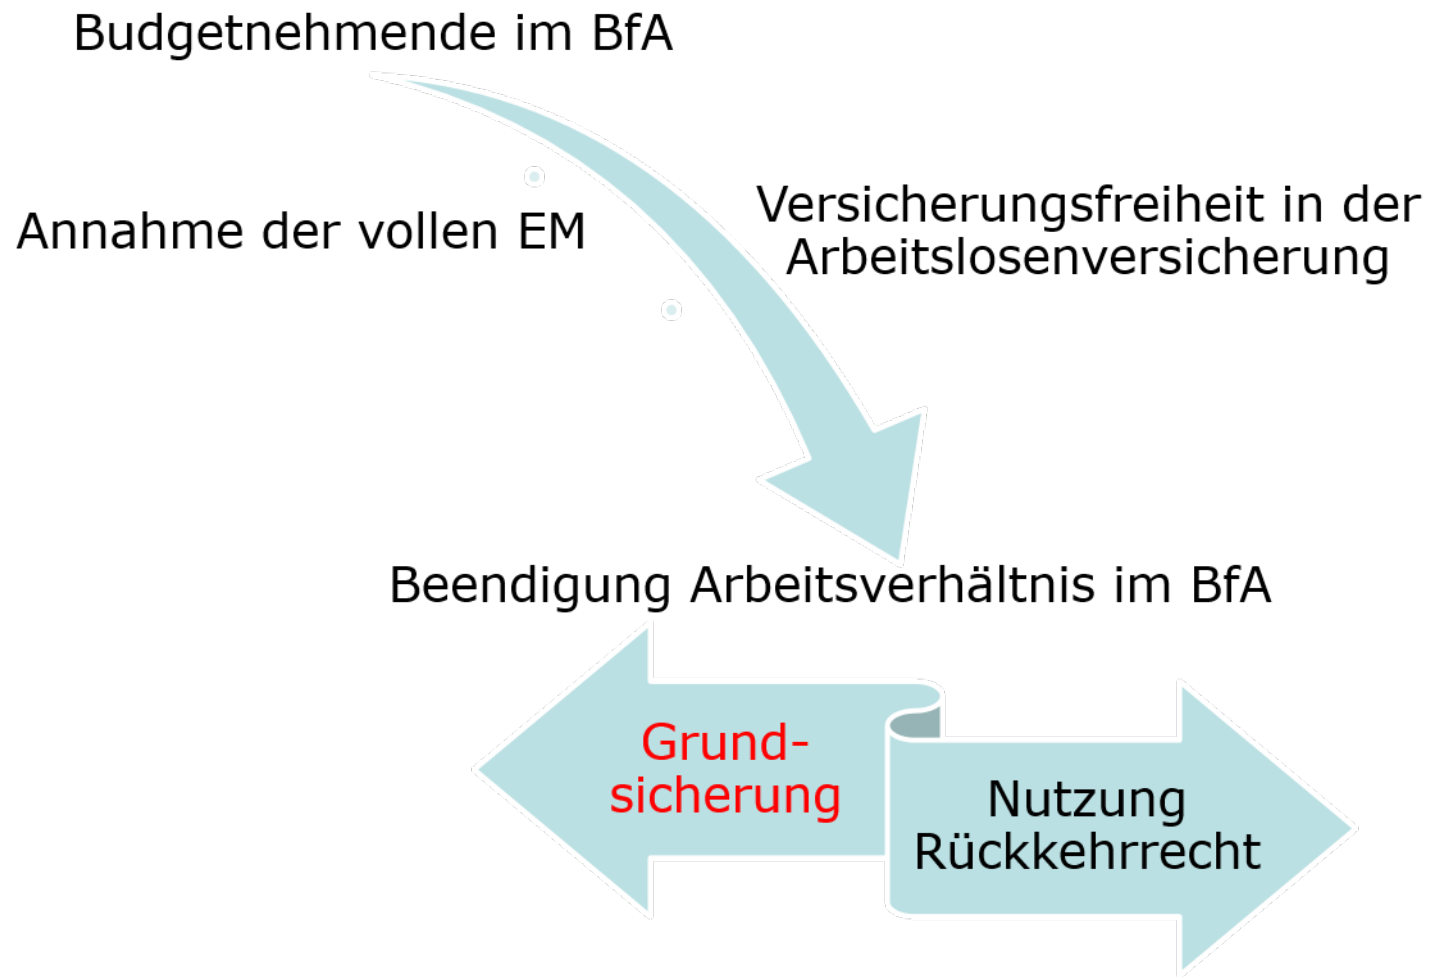 Budgetnehmende im BfA
Annahme der vollen EM
Versicherungsfreiheit in der
Arbeitslosenversicherung
Beendigung Arbeitsverhältnis im BfA
Grund-
sicherung
Nutzung
Rückkehrrecht